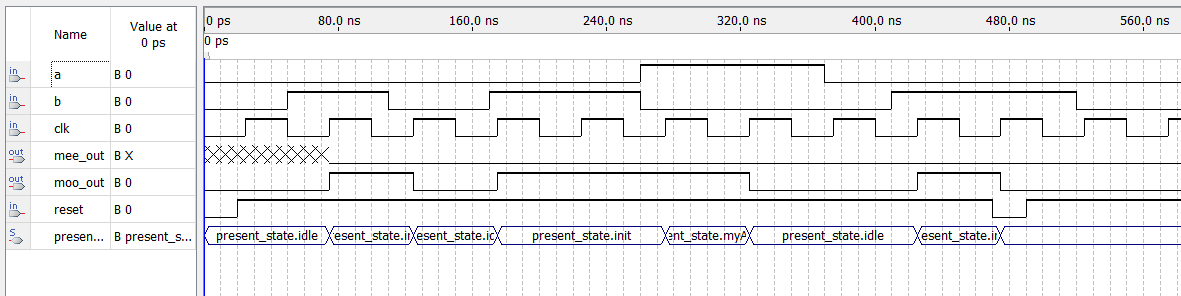 Name
Value at
0 ps
0 ps
80.0 ns
160.0 ns
240.0 ns
320.0 ns
400.0 ns
480.0 ns
560.0 ns
0 ps
in
a
B 0
in
b
B 0
in
clk
B 0
out
mee_out
B X
out
moo_out
B 0
in
reset
B 0
S
presen...
B present_s...
present_state.idle
esent_state.ir
esent_state.ic
present_state.init
ent_state.myA
present_state.idle
esent_state.ir